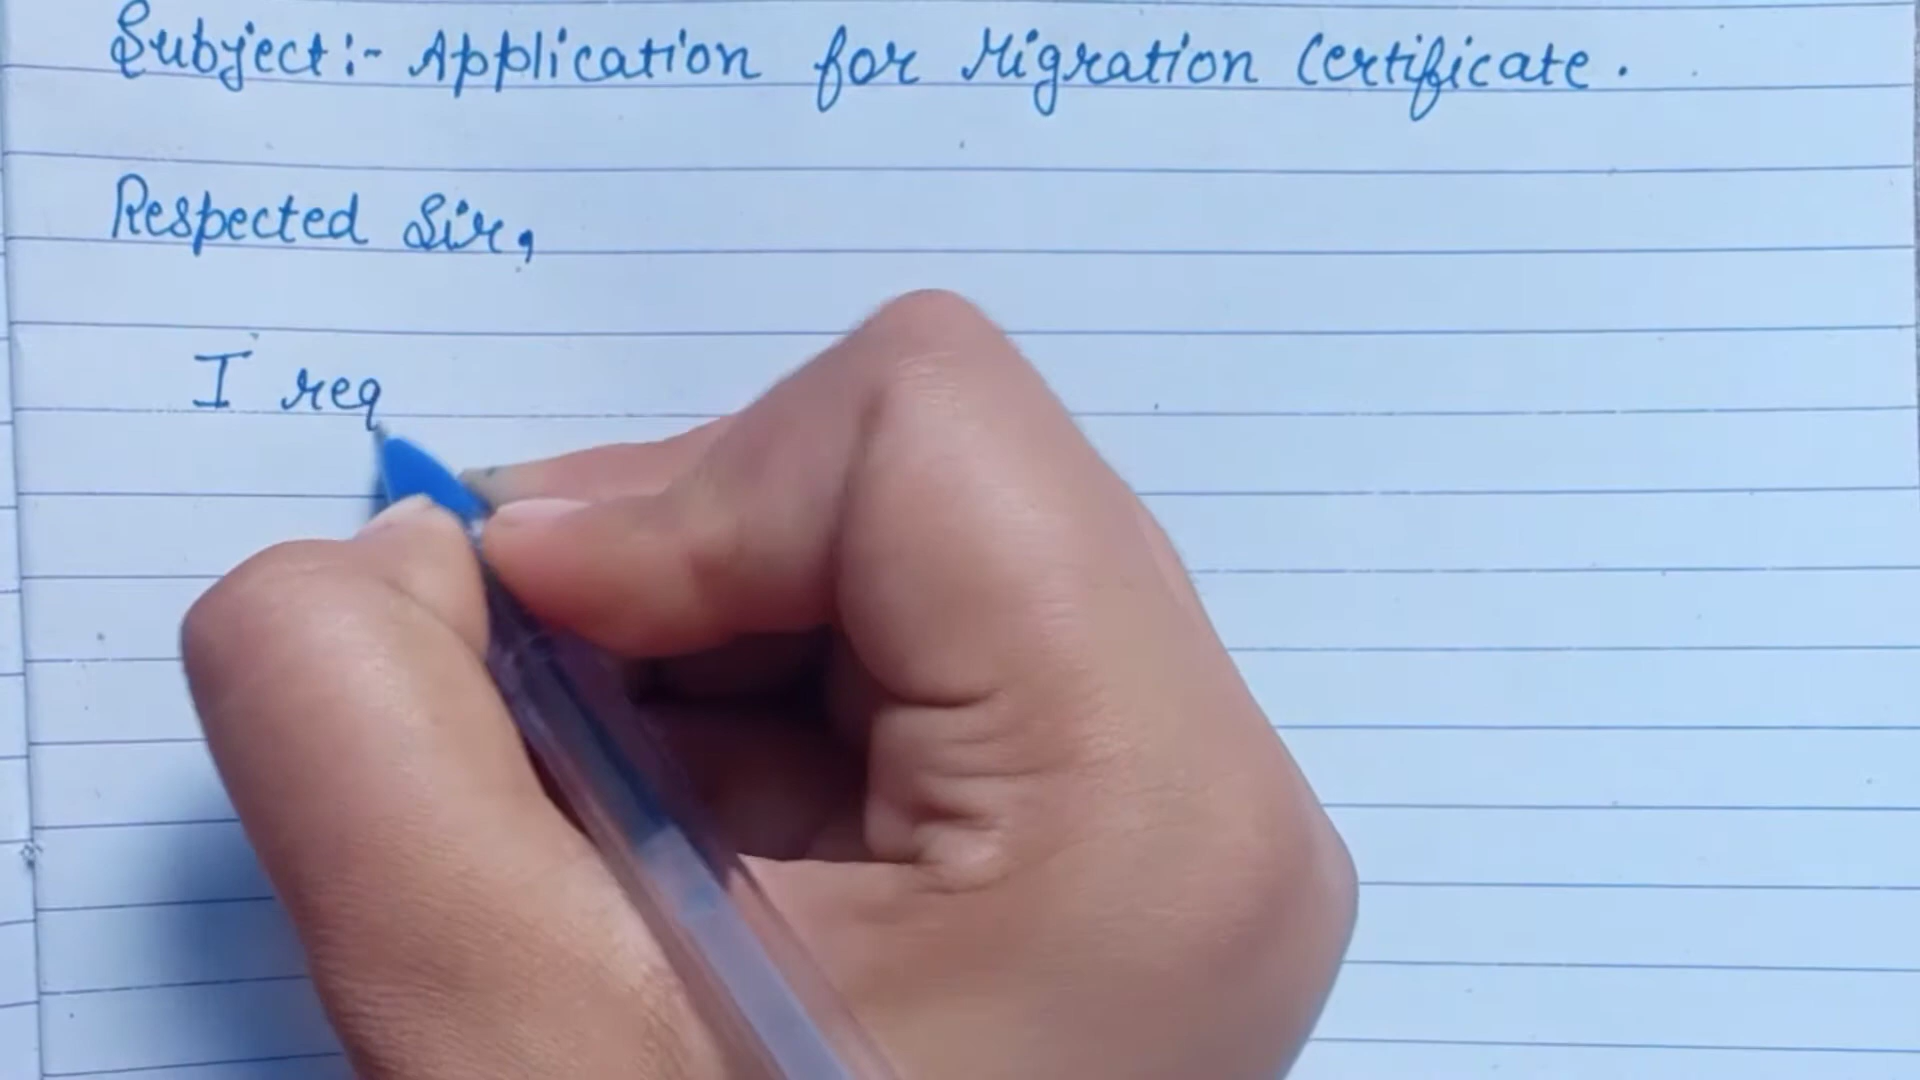 Subject:- Application for Migration Certificate.
Respected Sir,
I req